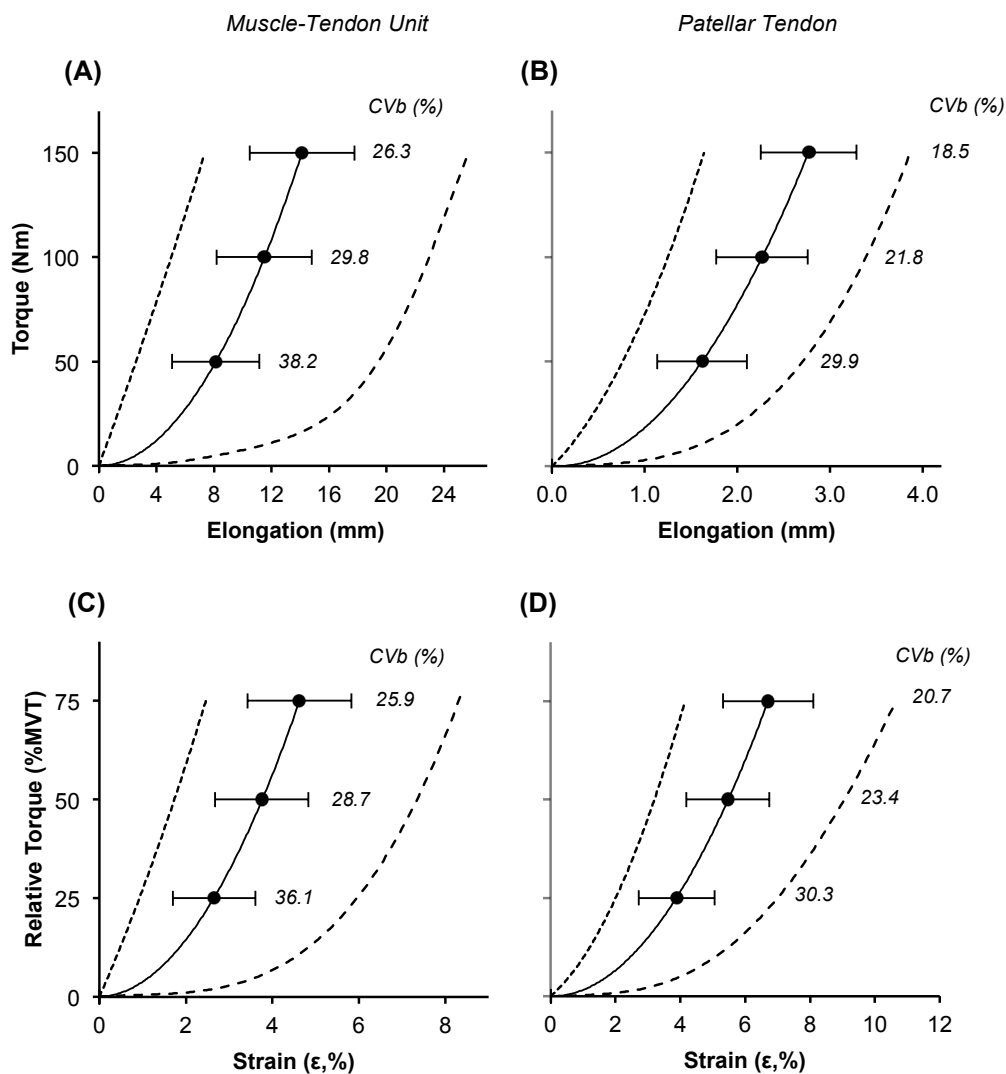 Muscle-Tendon Unit
Patellar Tendon
(A)
(B)
CVb (%)
CVb (%)
150
26.3
18.5
100
29.8
21.8
50
38.2
29.9
0
Torque (Nm)
0 4 8 12 16 20 24
0.0 1.0 2.0 3.0 4.0
Elongation (mm)
Elongation (mm)
(C)
(D)
CVb (%)
CVb (%)
75
25.9
20.7
50
28.7
23.4
25
36.1
30.3
0
Relative Torque (%MVT)
0 2 4 6 8
0 2 4 6 8 10 12
Strain (ε,%)
Strain (ε,%)